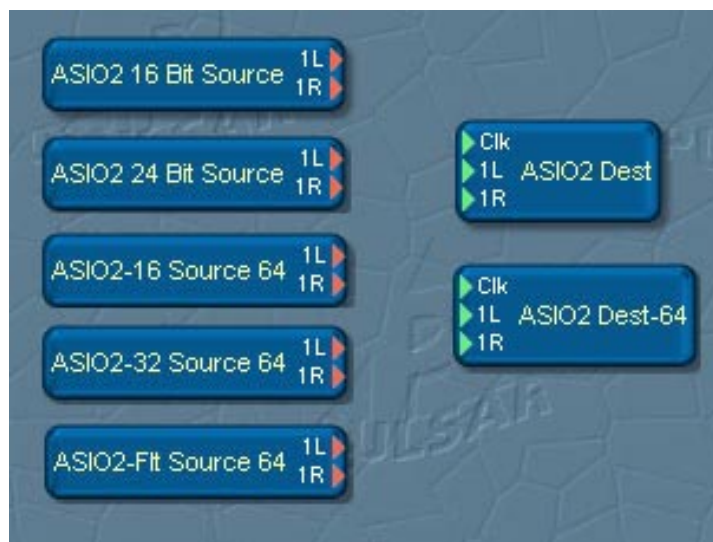 ASIO2 16 Bit Source 1L
1R
ASIO2 24 Bit Source 1L
1R
ASIO2-16 Source 64 1L
1R
ASIO2-32 Source 64 1L
1R
ASIO2-Flt Source 64 1L
1R
Clk
1L ASIO2 Dest
1R
Clk
1L ASIO2 Dest-64
1R
PULSAR